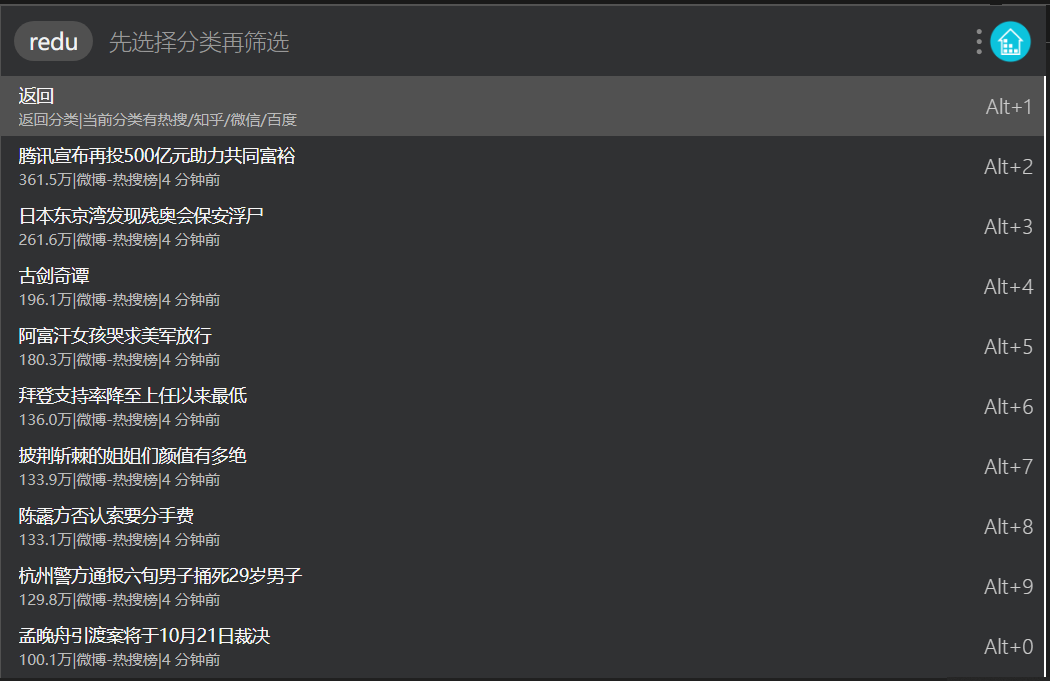 redu 先选择分类再筛选
返回
返回分类|当前分类有热搜/知乎/微信/百度
Alt+1
腾讯宣布再投500亿元助力共同富裕
361.5万|微博-热搜榜|4 分钟前
Alt+2
日本东京湾发现残奥会保安浮尸
261.6万|微博-热搜榜|4 分钟前
Alt+3
古剑奇谭
196.1万|微博-热搜榜|4 分钟前
Alt+4
阿富汗女孩哭求美军放行
180.3万|微博-热搜榜|4 分钟前
Alt+5
拜登支持率降至上任以来最低
136.0万|微博-热搜榜|4 分钟前
Alt+6
披荆斩棘的姐姐们颜值有多绝
133.9万|微博-热搜榜|4 分钟前
Alt+7
陈露方否认索要分手费
133.1万|微博-热搜榜|4 分钟前
Alt+8
杭州警方通报六旬男子捅死29岁男子
129.8万|微博-热搜榜|4 分钟前
Alt+9
孟晚舟引渡案将于10月21日裁决
100.1万|微博-热搜榜|4 分钟前
Alt+0